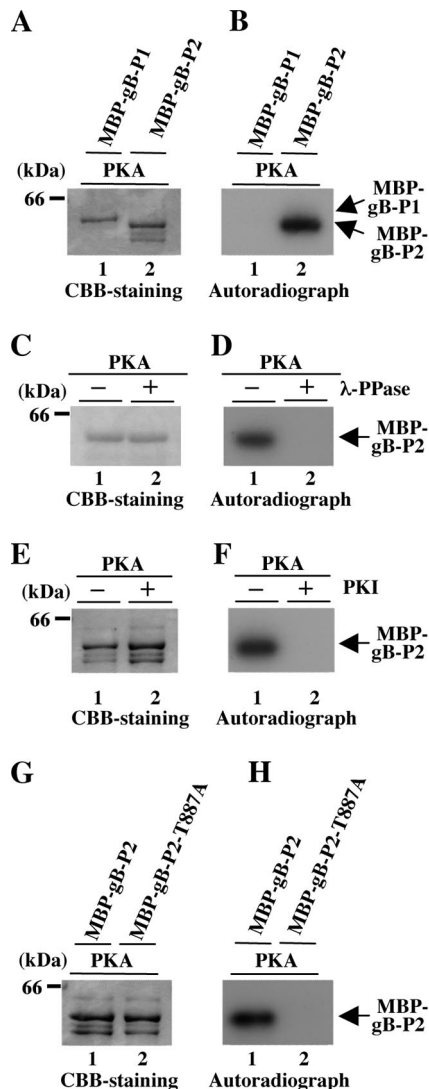 A B
MBP-gB-P1 MBP-gB-P2 MBP-gB-P1 MBP-gB-P2
(kDa) PKA PKA
66 MBP-gB-P1
MBP-gB-P2
1 2 1 2
CBB-staining Autoradiograph
C D
PKA PKA
(kDa) − + − + λ-PPase
66
MBP-gB-P2
1 2 1 2
CBB-staining Autoradiograph
E F
PKA PKA
(kDa) − + − + PKI
66
MBP-gB-P2
1 2 1 2
CBB-staining Autoradiograph
G H
MBP-gB-P2 MBP-gB-P2-T887A MBP-gB-P2 MBP-gB-P2-T887A
(kDa) PKA PKA
66
MBP-gB-P2
1 2 1 2
CBB-staining Autoradiograph